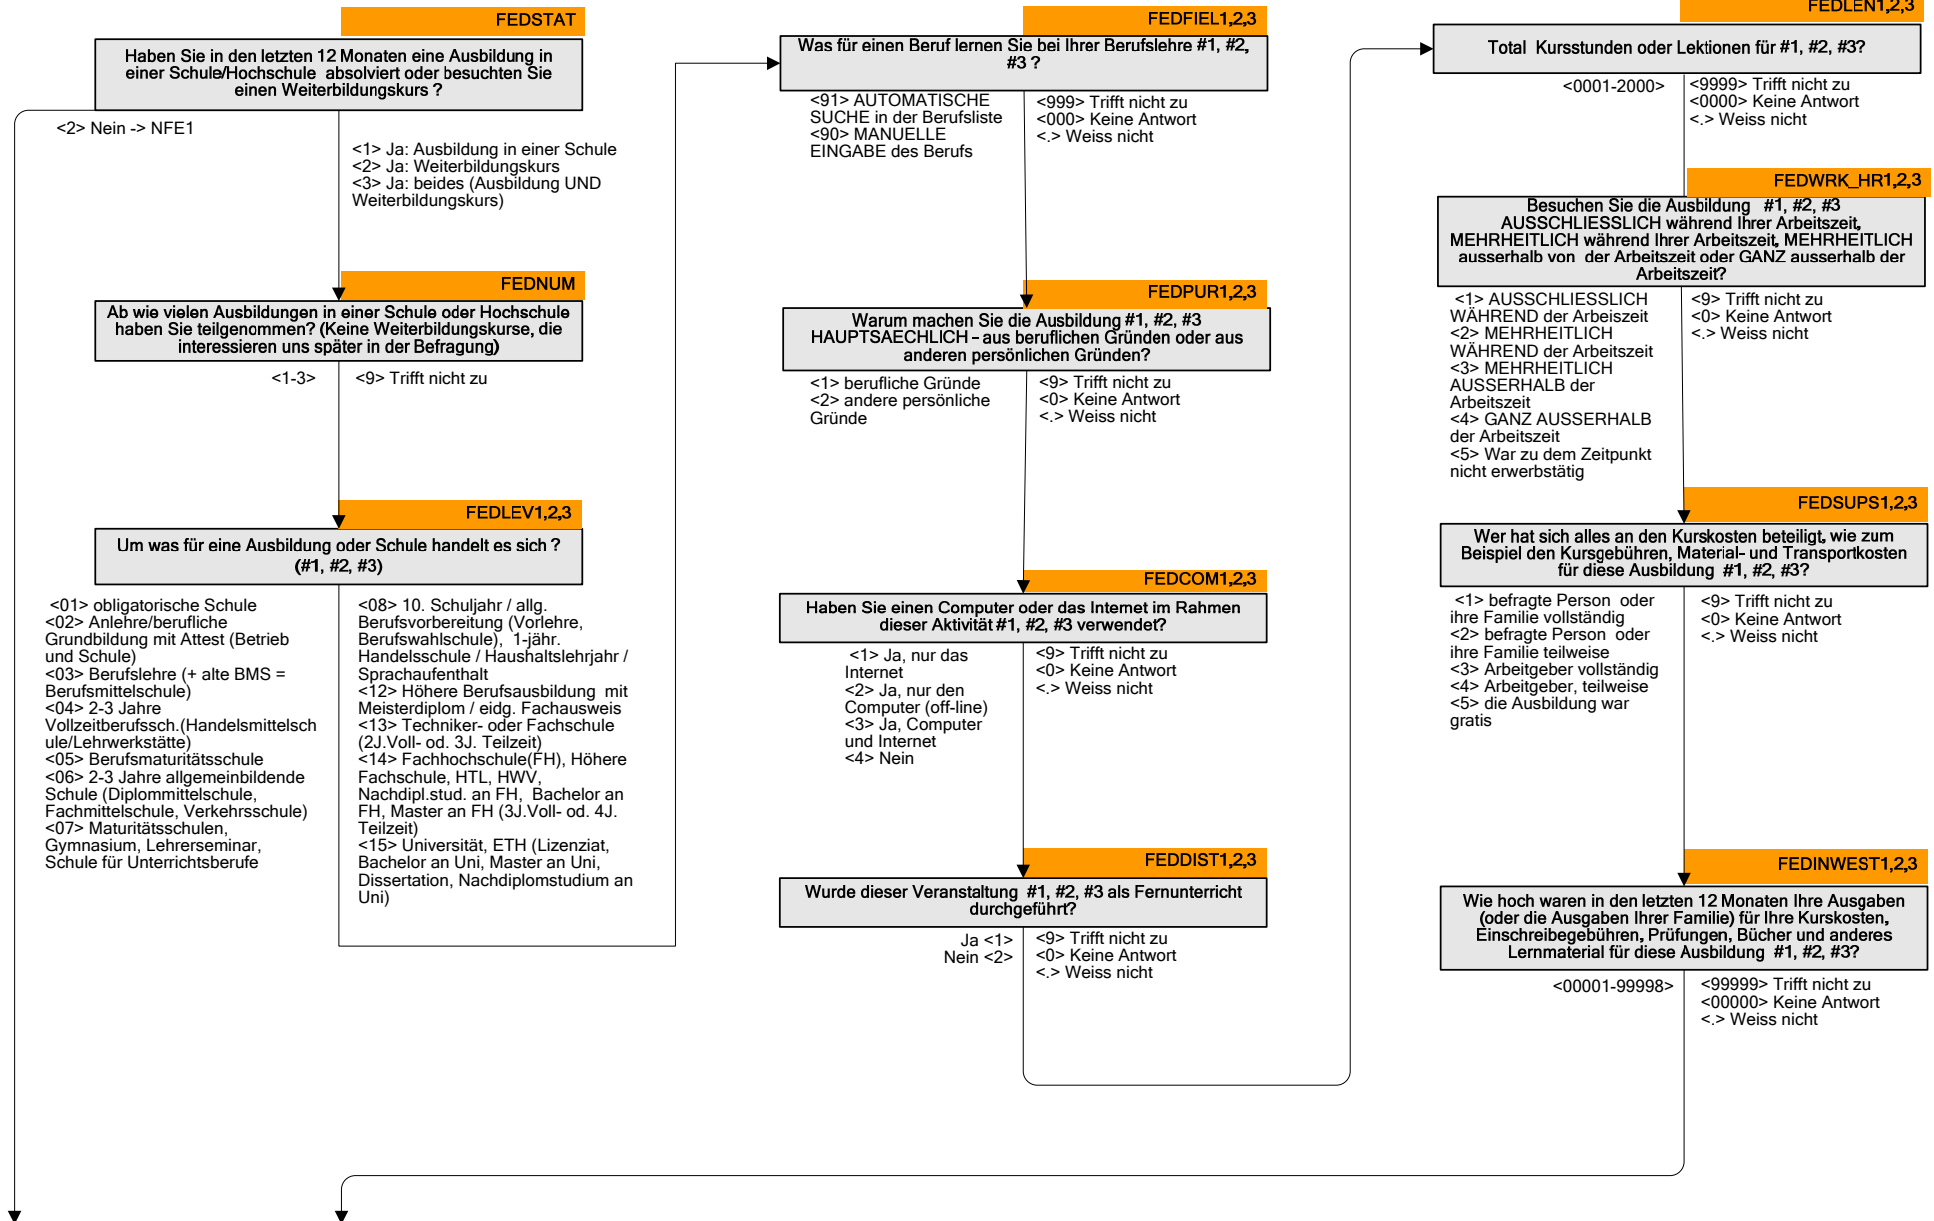 FEDSTAT
Haben Sie in den letzten 12 Monaten eine Ausbildung in
einer Schule/Hochschule absolviert oder besuchten Sie
einen Weiterbildungskurs ?
<2> Nein -> NFE1
<1> Ja: Ausbildung in einer Schule
<2> Ja: Weiterbildungskurs
<3> Ja: beides (Ausbildung UND
Weiterbildungskurs)
FEDNUM
Ab wie vielen Ausbildungen in einer Schule oder Hochschule
haben Sie teilgenommen? (Keine Weiterbildungskurse, die
interessieren uns später in der Befragung)
<1-3>
<9> Trifft nicht zu
FEDLEV1,2,3
Um was für eine Ausbildung oder Schule handelt es sich ?
(#1, #2, #3)
<01> obligatorische Schule
<02> Anlehre/berufliche
Grundbildung mit Attest (Betrieb
und Schule)
<03> Berufslehre (+ alte BMS =
Berufsmittelschule)
<04> 2-3 Jahre
Vollzeitberufssch.(Handelsmittelsch
ule/Lehrwerkstätte)
<05> Berufsmaturitätsschule
<06> 2-3 Jahre allgemeinbildende
Schule (Diplommittelschule,
Fachmittelschule, Verkehrsschule)
<07> Maturitätsschulen,
Gymnasium, Lehrerseminar,
Schule für Unterrichtsberufe
<08> 10. Schuljahr / allg.
Berufsvorbereitung (Vorlehre,
Berufswahlschule), 1-jähr.
Handelsschule / Haushaltslehrjahr /
Sprachaufenthalt
<12> Höhere Berufsausbildung mit
Meisterdiplom / eidg. Fachausweis
<13> Techniker- oder Fachschule
(2J.Voll- od. 3J. Teilzeit)
<14> Fachhochschule(FH), Höhere
Fachschule, HTL, HWV,
Nachdipl.stud. an FH, Bachelor an
FH, Master an FH (3J.Voll- od. 4J.
Teilzeit)
<15> Universität, ETH (Lizenziat,
Bachelor an Uni, Master an Uni,
Dissertation, Nachdiplomstudium an
Uni)
FEDFIEL1,2,3
Was für einen Beruf lernen Sie bei Ihrer Berufslehre #1, #2,
#3 ?
<91> AUTOMATISCHE
SUCHE in der Berufsliste
<90> MANUELLE
EINGABE des Berufs
<999> Trifft nicht zu
<000> Keine Antwort
<.> Weiss nicht
FEDPUR1,2,3
Warum machen Sie die Ausbildung #1, #2, #3
HAUPTSAECHLICH - aus beruflichen Gründen oder aus
anderen persönlichen Gründen?
<1> berufliche Gründe
<2> andere persönliche
Gründe
<9> Trifft nicht zu
<0> Keine Antwort
<.> Weiss nicht
FEDCOM1,2,3
Haben Sie einen Computer oder das Internet im Rahmen
dieser Aktivität #1, #2, #3 verwendet?
<1> Ja, nur das
Internet
<2> Ja, nur den
Computer (off-line)
<3> Ja, Computer
und Internet
<4> Nein
<9> Trifft nicht zu
<0> Keine Antwort
<.> Weiss nicht
FEDDIST1,2,3
Wurde dieser Veranstaltung #1, #2, #3 als Fernunterricht
durchgeführt?
Ja <1>
Nein <2>
<9> Trifft nicht zu
<0> Keine Antwort
<.> Weiss nicht
FEDLEN1,2,3
Total Kursstunden oder Lektionen für #1, #2, #3?
<0001-2000>
<9999> Trifft nicht zu
<0000> Keine Antwort
<.> Weiss nicht
FEDWRK_HR1,2,3
Besuchen Sie die Ausbildung #1, #2, #3
AUSSCHLIESSLICH während Ihrer Arbeitszeit,
MEHRHEITLICH während Ihrer Arbeitszeit, MEHRHEITLICH
ausserhalb von der Arbeitszeit oder GANZ ausserhalb der
Arbeitszeit?
<1> AUSSCHLIESSLICH
WÄHREND der Arbeiszeit
<2> MEHRHEITLICH
WÄHREND der Arbeitszeit
<3> MEHRHEITLICH
AUSSERHALB der
Arbeitszeit
<4> GANZ AUSSERHALB
der Arbeitszeit
<5> War zu dem Zeitpunkt
nicht erwerbstätig
<9> Trifft nicht zu
<0> Keine Antwort
<.> Weiss nicht
FEDSUPS1,2,3
Wer hat sich alles an den Kurskosten beteiligt, wie zum
Beispiel den Kursgebühren, Material- und Transportkosten
für diese Ausbildung #1, #2, #3?
<1> befragte Person oder
ihre Familie vollständig
<2> befragte Person oder
ihre Familie teilweise
<3> Arbeitgeber vollständig
<4> Arbeitgeber, teilweise
<5> die Ausbildung war
gratis
<9> Trifft nicht zu
<0> Keine Antwort
<.> Weiss nicht
FEDINWEST1,2,3
Wie hoch waren in den letzten 12 Monaten Ihre Ausgaben
(oder die Ausgaben Ihrer Familie) für Ihre Kurskosten,
Einschreibegebühren, Prüfungen, Bücher und anderes
Lernmaterial für diese Ausbildung #1, #2, #3?
<00001-99998>
<99999> Trifft nicht zu
<00000> Keine Antwort
<.> Weiss nicht